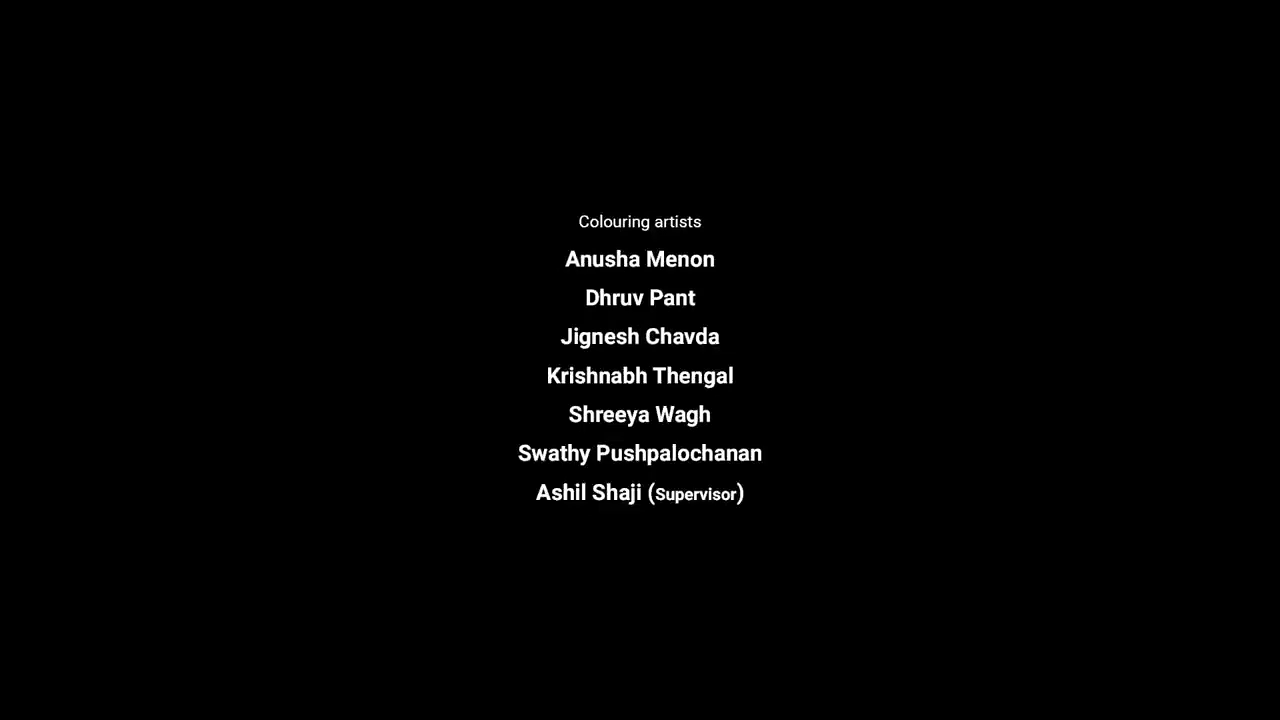 Colouring artists
Anusha Menon
Dhruv Pant
Jignesh Chavda
Krishnabh Thengal
Shreeya Wagh
Swathy Pushpalochanan
Ashil Shaji (Supervisor)